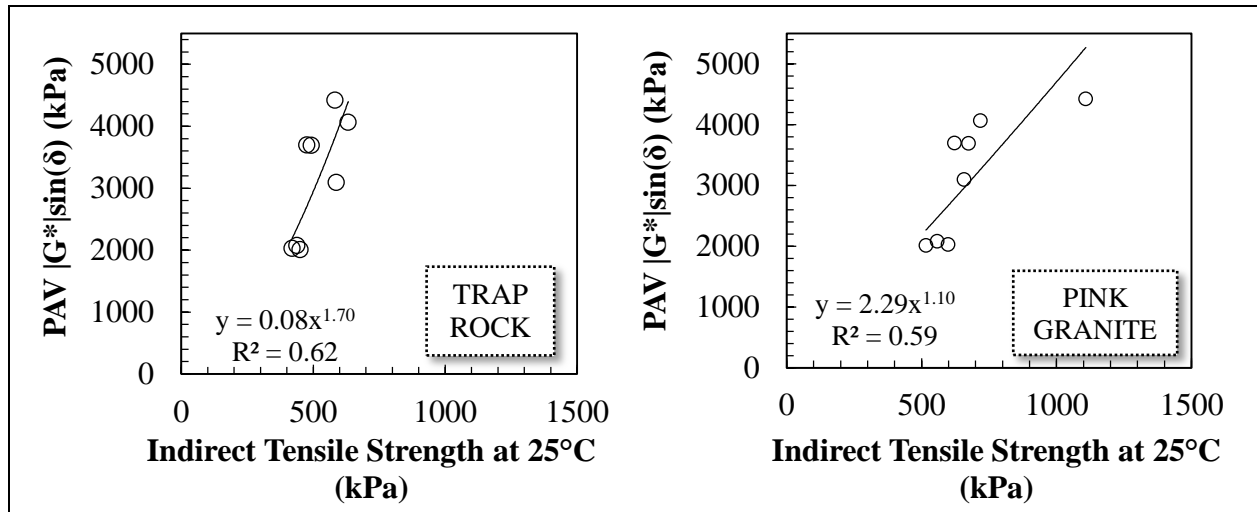 PAV |G*|sin(δ) (kPa)
5000
4000
3000
2000
1000
0
y = 0.08x^1.70
R² = 0.62
TRAP
ROCK
0 500 1000 1500
Indirect Tensile Strength at 25°C
(kPa)
PAV |G*|sin(δ) (kPa)
5000
4000
3000
2000
1000
0
y = 2.29x^1.10
R² = 0.59
PINK
GRANITE
0 500 1000 1500
Indirect Tensile Strength at 25°C
(kPa)